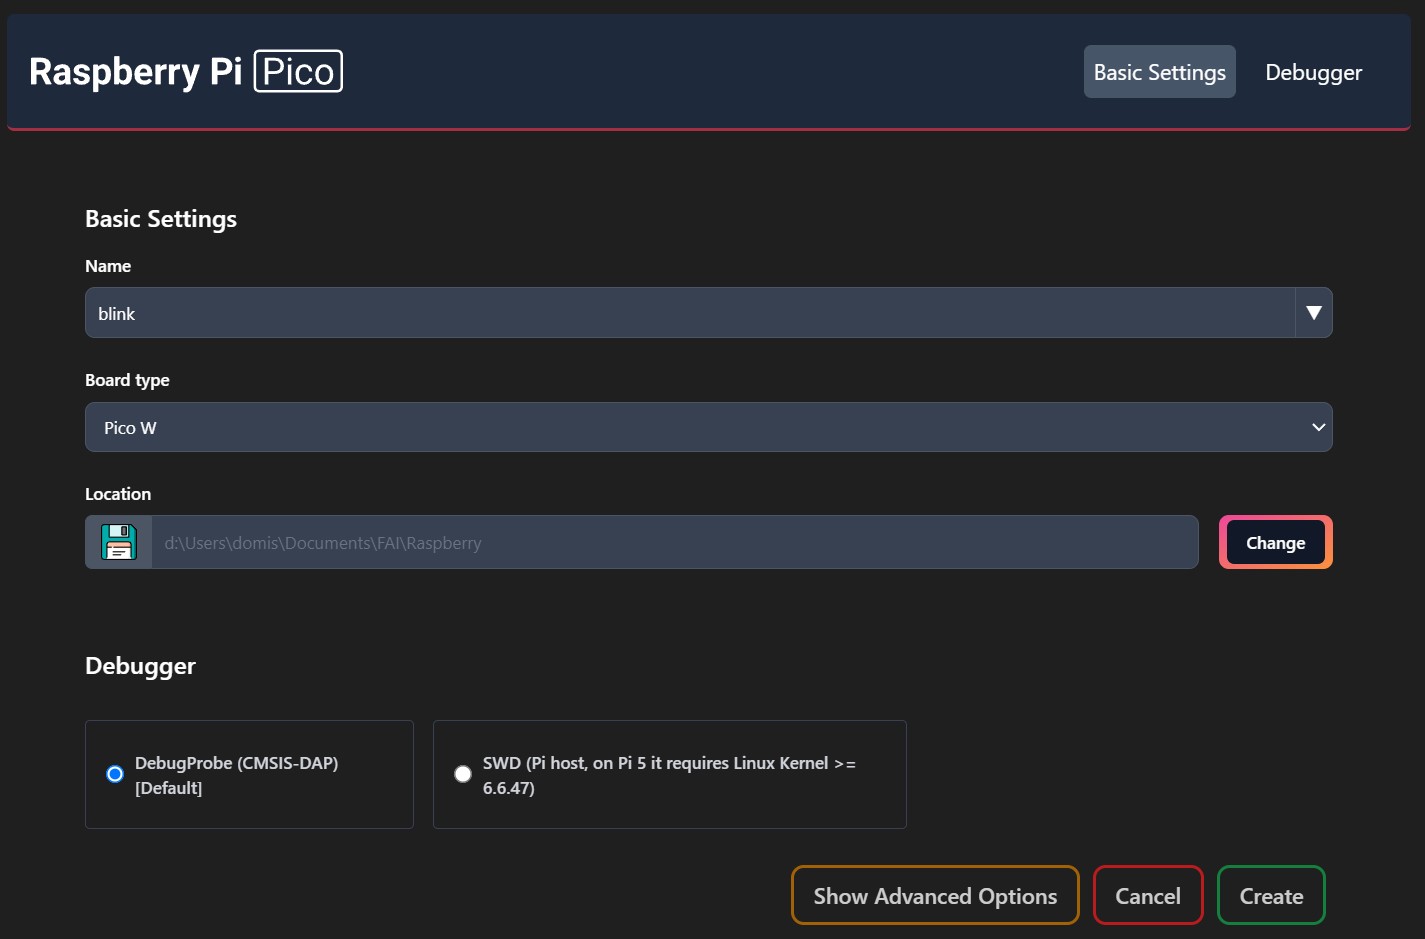 Raspberry Pi Pico
Basic Settings
Debugger
Basic Settings
Name
blink
Board type
Pico W
Location
d:\Users\domis\Documents\FAI\Raspberry
Change
Debugger
DebugProbe (CMSIS-DAP)
[Default]
SWD (Pi host, on Pi 5 it requires Linux Kernel >=
6.6.47)
Show Advanced Options
Cancel
Create